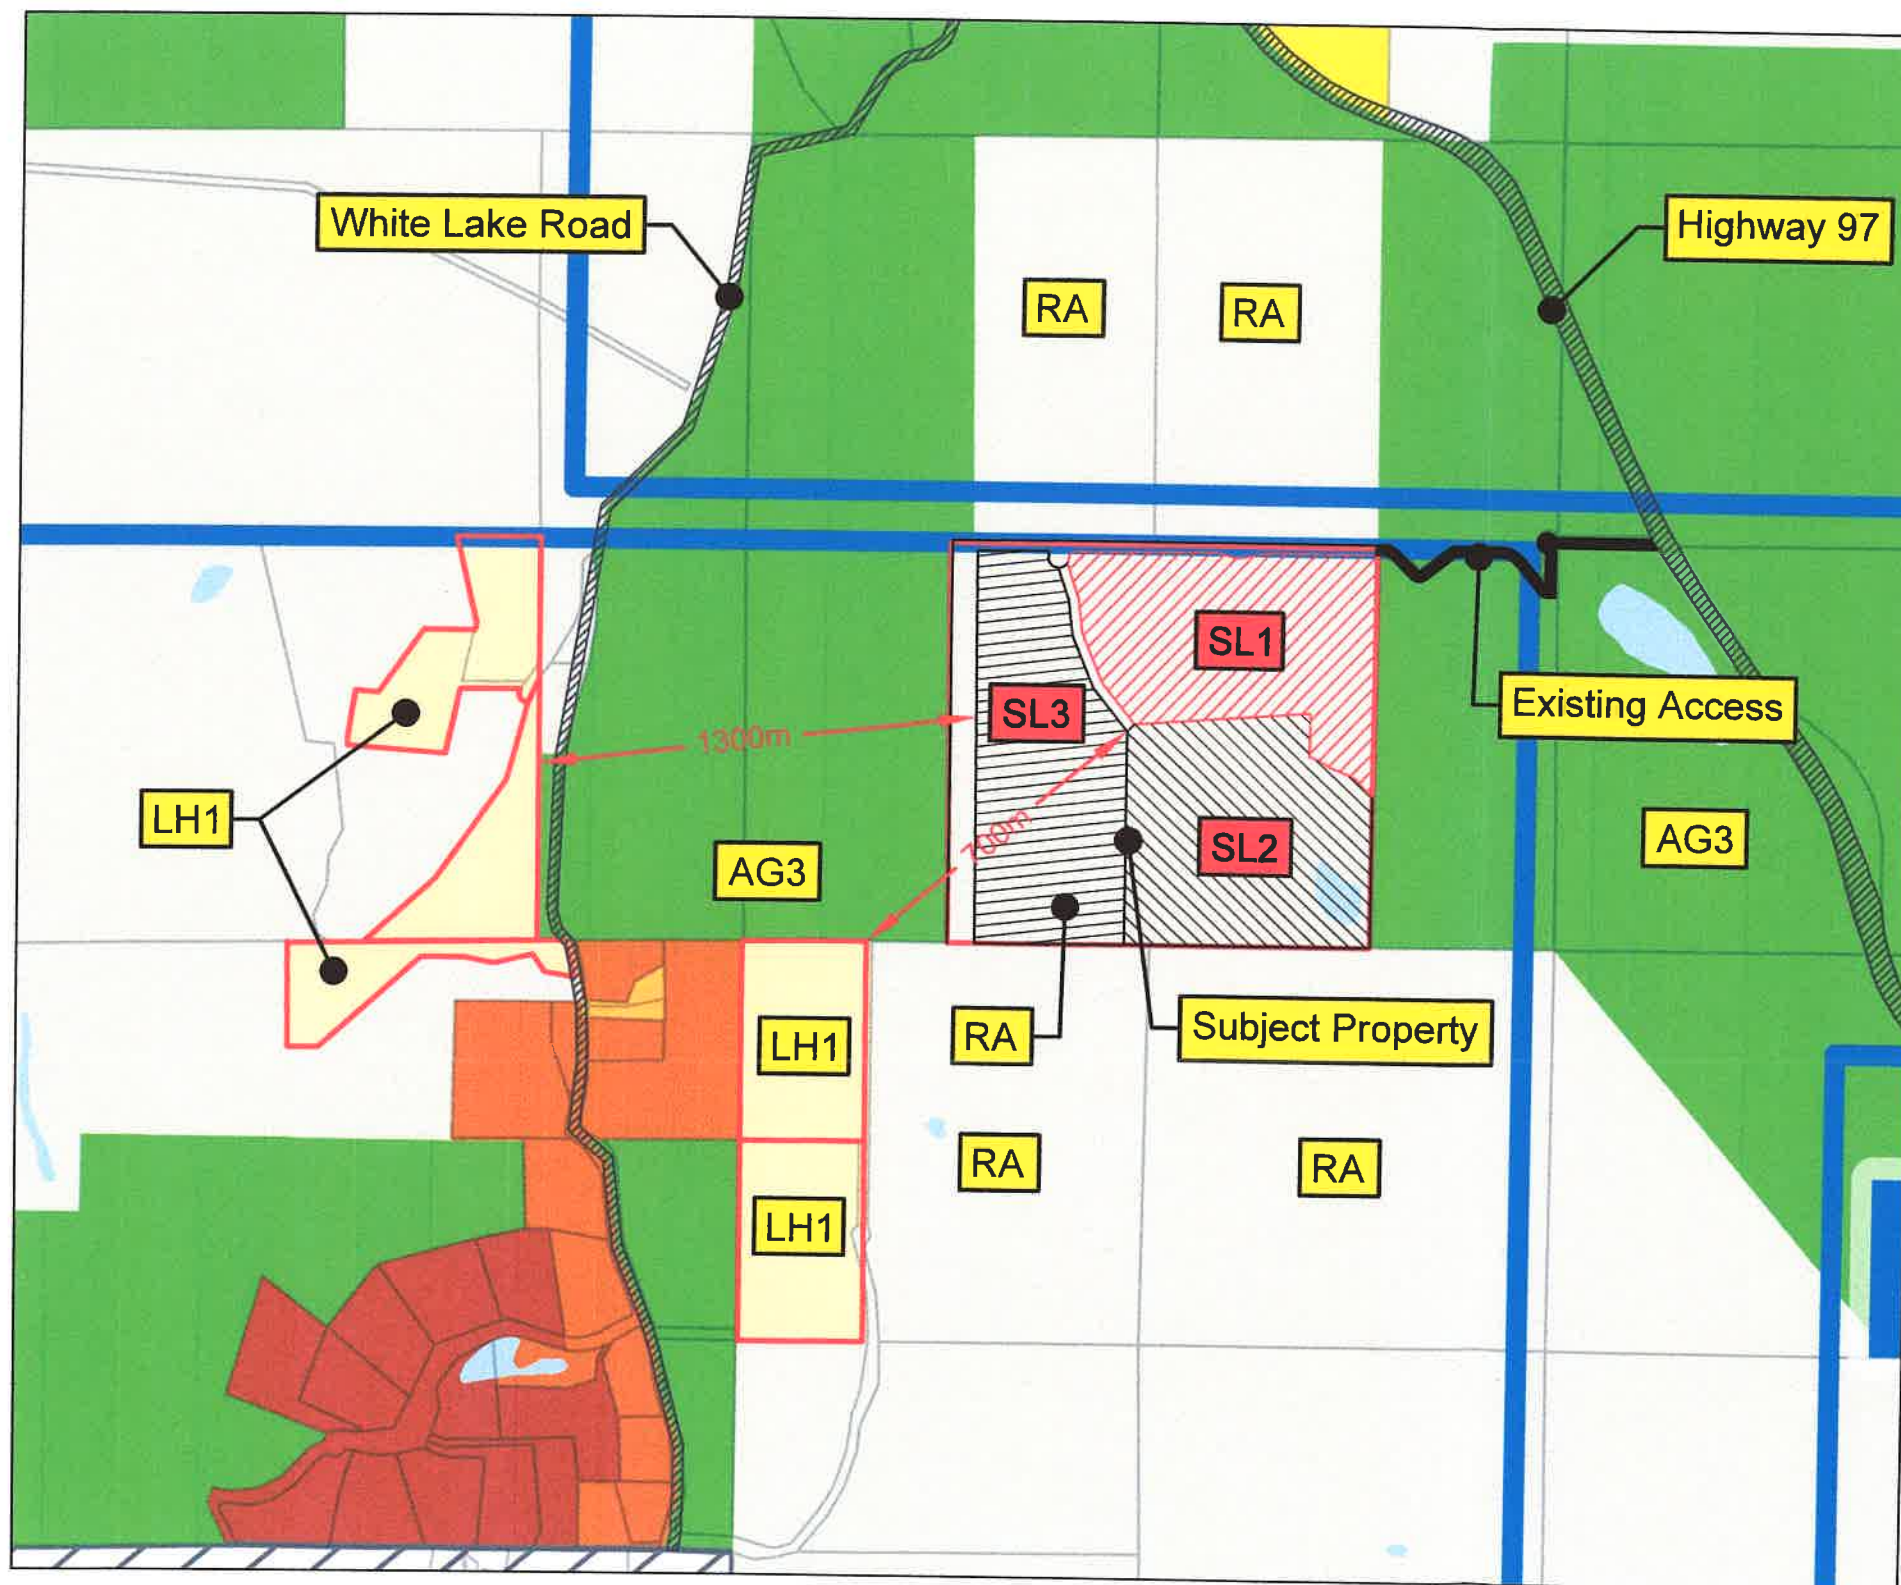 White Lake Road
Highway 97
RA
RA
SL1
SL3
Existing Access
1300m
LH1
700m
SL2
AG3
AG3
LH1
RA
Subject Property
RA
RA
LH1